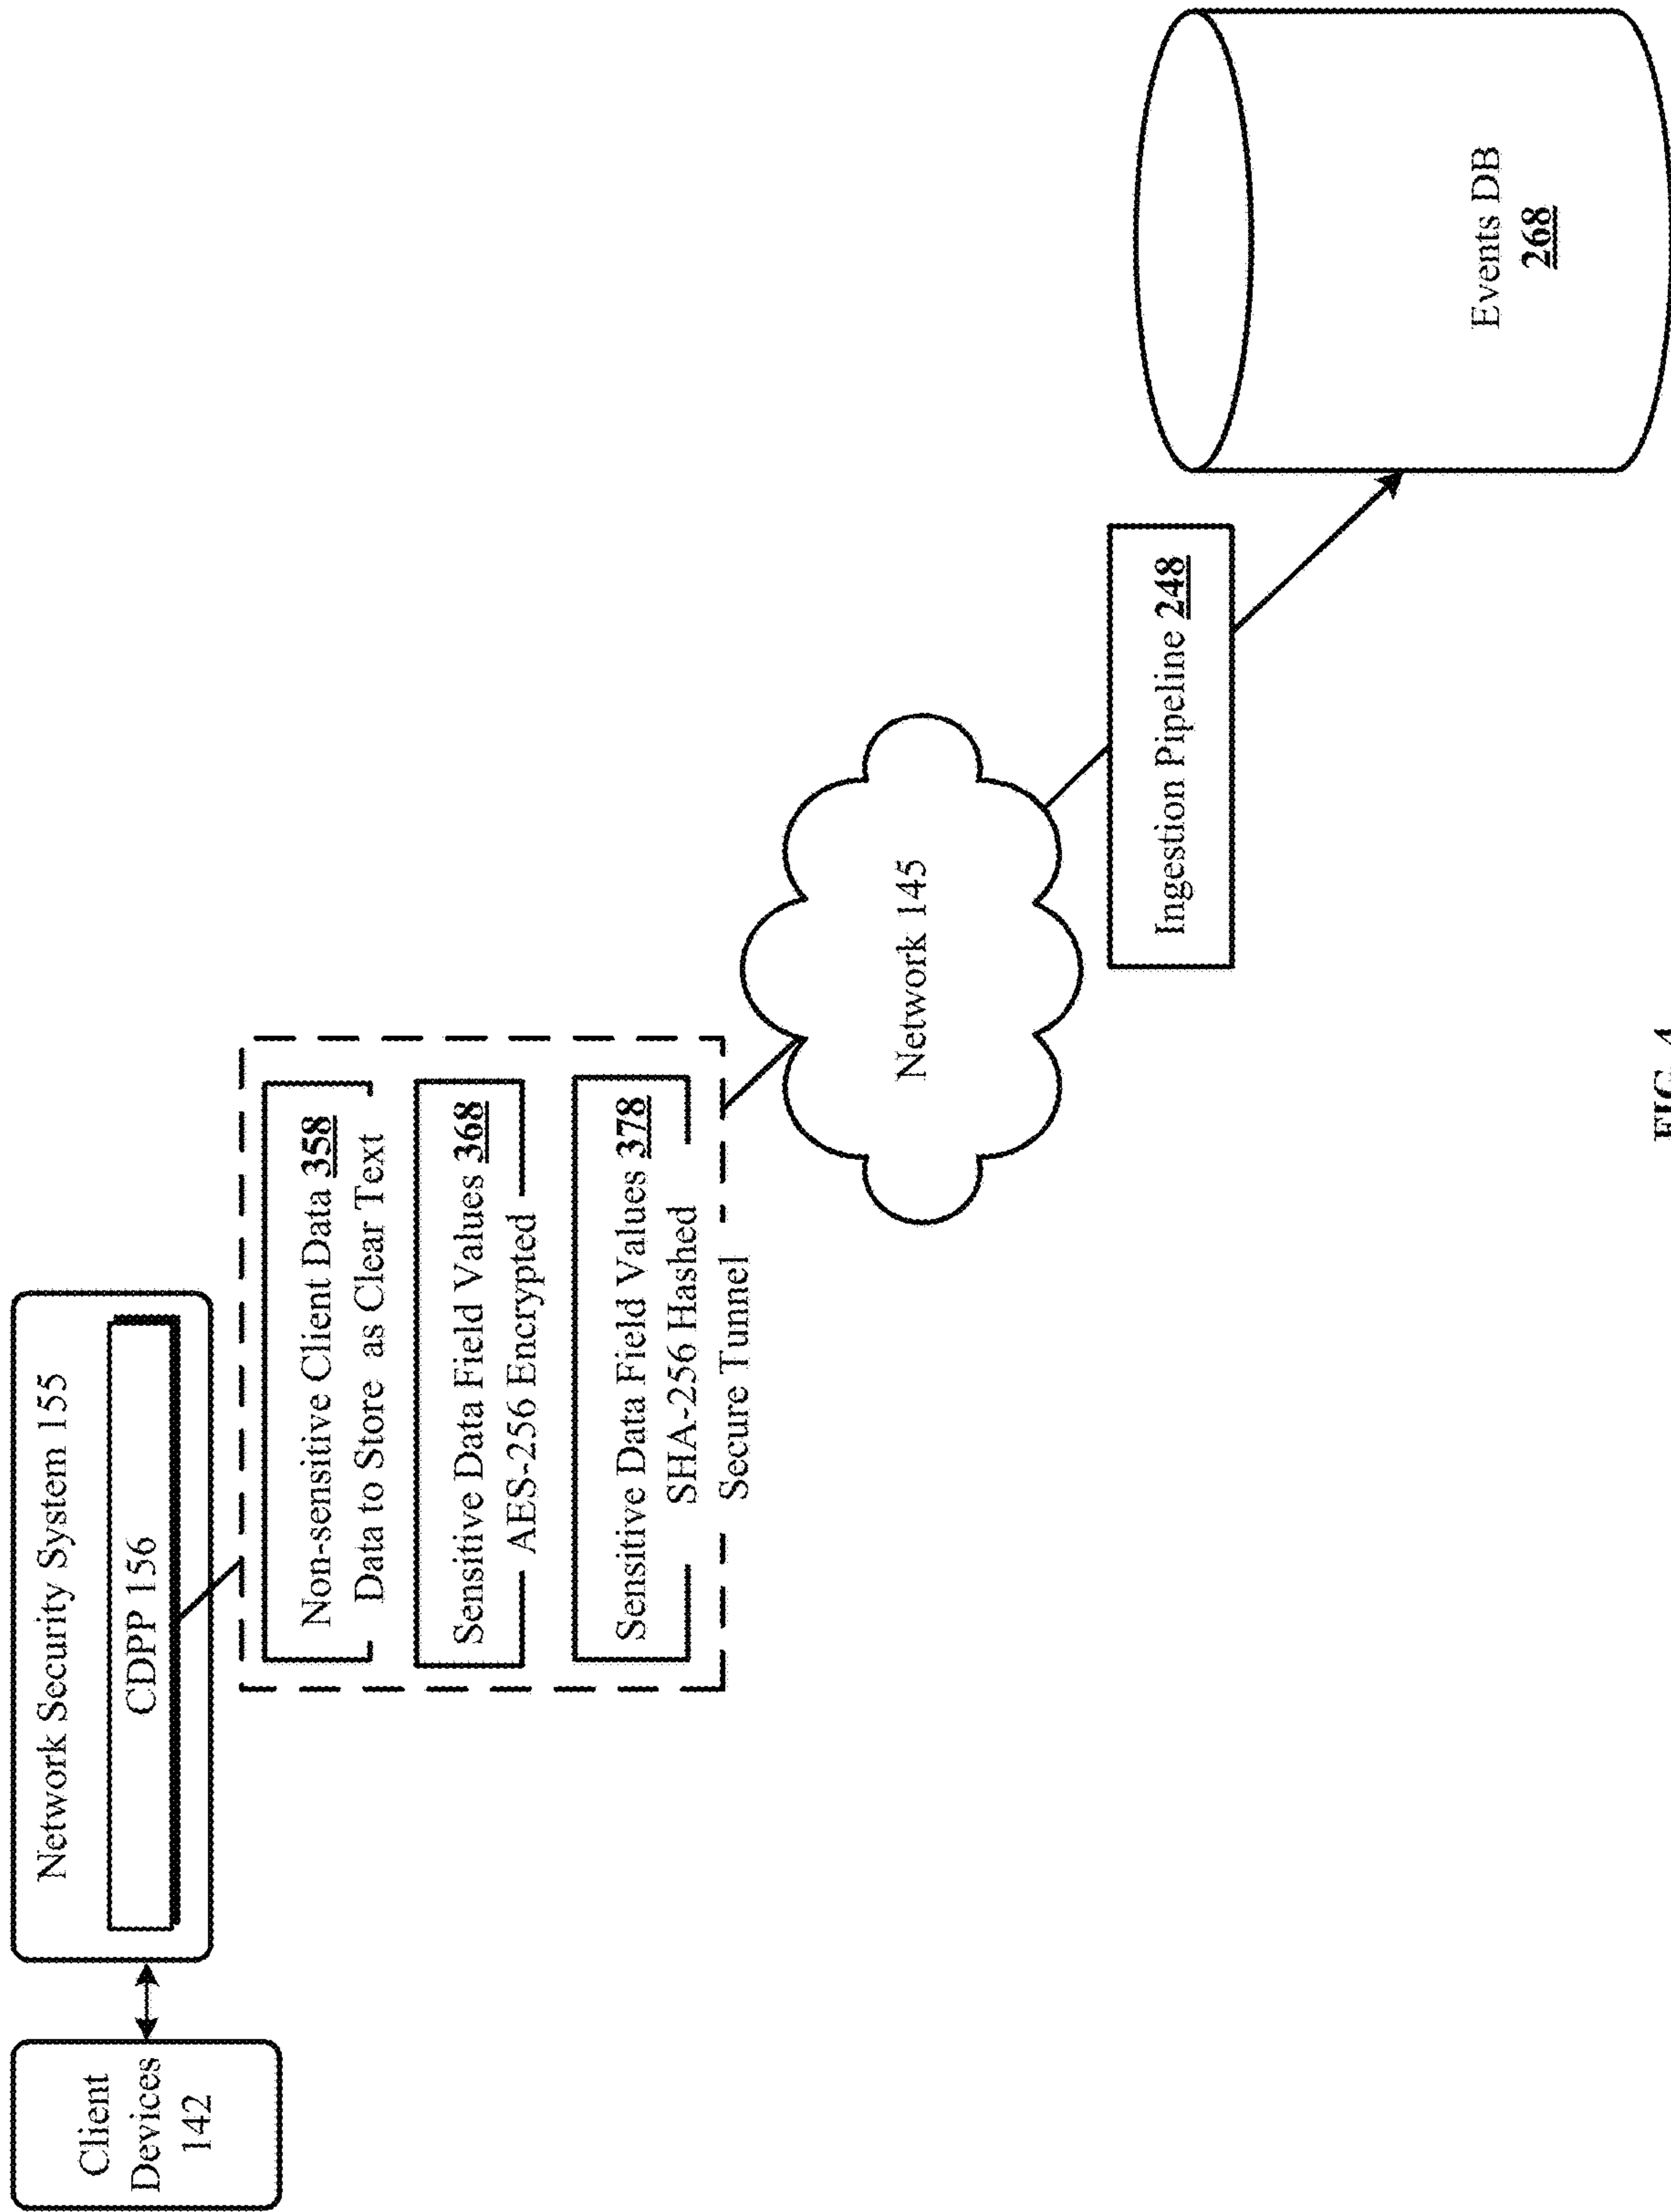 Client
Devices
142
Network Security System 155
CDPP 156
Non-sensitive Client Data 358
Data to Store as Clear Text
Sensitive Data Field Values 368
AES-256 Encrypted
Sensitive Data Field Values 378
SHA-256 Hashed
Secure Tunnel
Network 145
Ingestion Pipeline 248
Events DB
268
FIG. 4